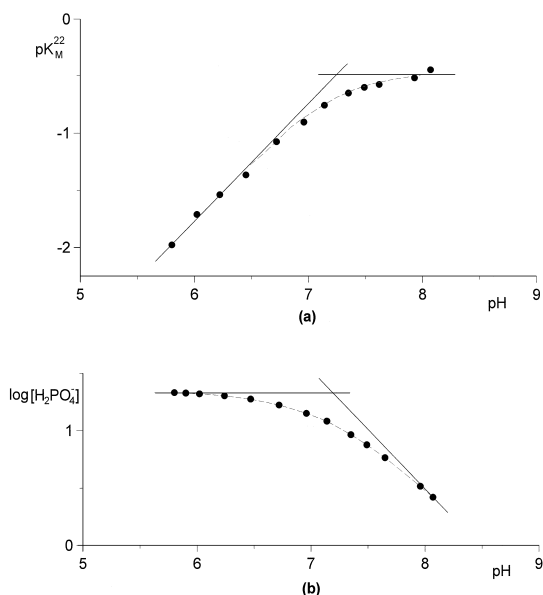 0
pK_M^22
-1
-2
5 6 7 8 9
pH
(a)
log[H₂PO₄⁻]
1
0
5 6 7 8 9
pH
(b)